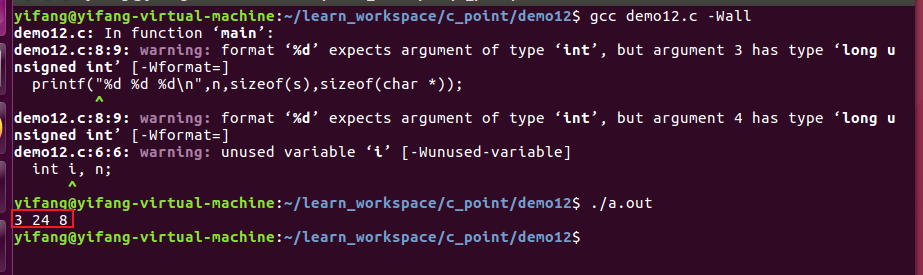 yifang@yifang-virtual-machine:~/learn_workspace/c_point/demo12$ gcc demo12.c -Wall
demo12.c: In function ‘main’:
demo12.c:8:9: warning: format ‘%d’ expects argument of type ‘int’, but argument 3 has type ‘long u
nsigned int’ [-Wformat=]
  printf("%d %d %d\n",n,sizeof(s),sizeof(char *));
         ^
demo12.c:8:9: warning: format ‘%d’ expects argument of type ‘int’, but argument 4 has type ‘long u
nsigned int’ [-Wformat=]
demo12.c:6:6: warning: unused variable ‘i’ [-Wunused-variable]
  int i, n;
      ^
yifang@yifang-virtual-machine:~/learn_workspace/c_point/demo12$ ./a.out
3 24 8
yifang@yifang-virtual-machine:~/learn_workspace/c_point/demo12$